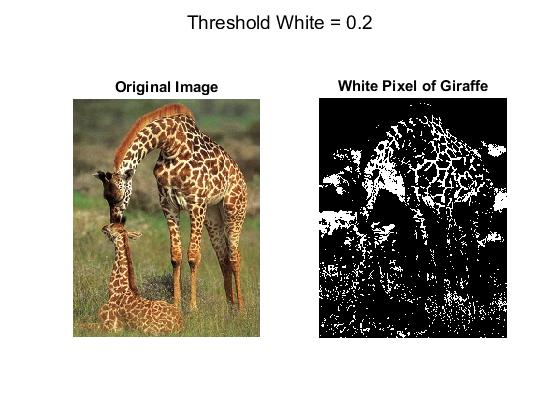 Threshold White = 0.2
Original Image
White Pixel of Giraffe